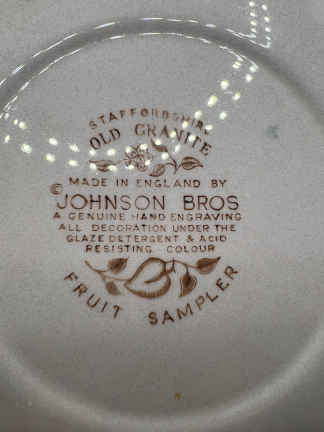 STAFFORDSHIRE
OLD GRANITE
MADE IN ENGLAND BY
© JOHNSON BROS
A GENUINE HAND ENGRAVING
ALL DECORATION UNDER THE
GLAZE DETERGENT & ACID
RESISTING - COLOUR
FRUIT SAMPLER